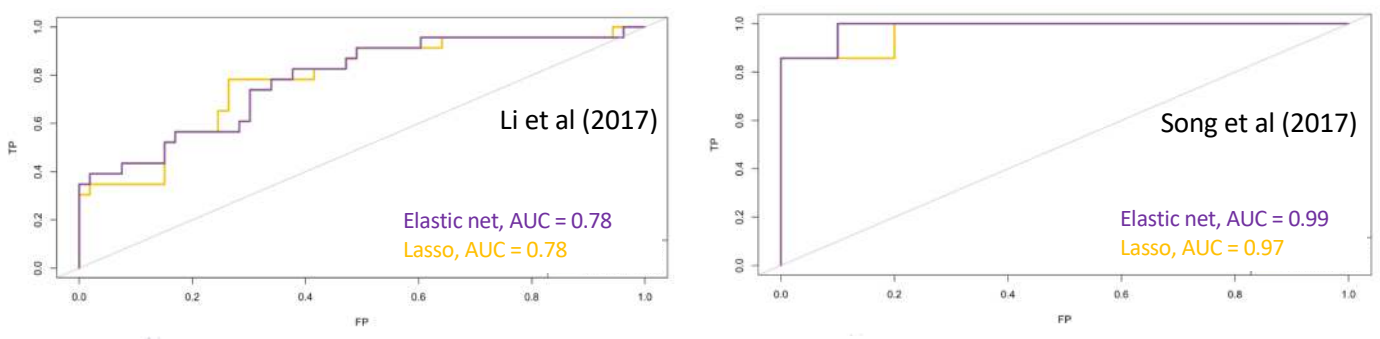 1.0
0.8
0.6
0.4
0.2
0.0
TP
Li et al (2017)
Elastic net, AUC = 0.78
Lasso, AUC = 0.78
0.0 0.2 0.4 0.6 0.8 1.0
FP
1.0
0.8
0.6
0.4
0.2
0.0
TP
Song et al (2017)
Elastic net, AUC = 0.99
Lasso, AUC = 0.97
0.0 0.2 0.4 0.6 0.8 1.0
FP